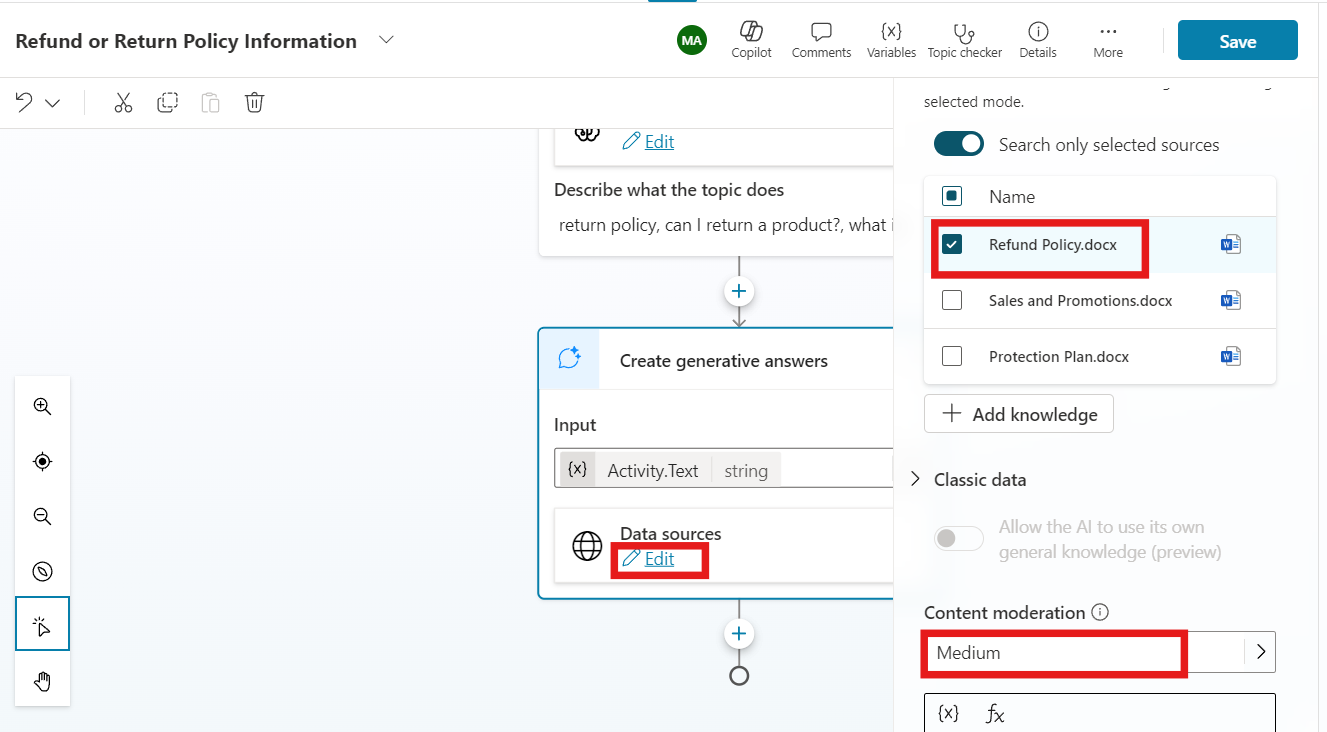 Refund or Return Policy Information
MA
Copilot
Comments
{x}
Variables
Topic checker
Details
More
Save
Edit
Describe what the topic does
return policy, can I return a product?, what i
Create generative answers
Input
{x} Activity.Text string
Data sources
Edit
selected mode.
Search only selected sources
Name
Refund Policy.docx
Sales and Promotions.docx
Protection Plan.docx
Add knowledge
Classic data
Allow the AI to use its own
general knowledge (preview)
Content moderation
Medium
{x} fx